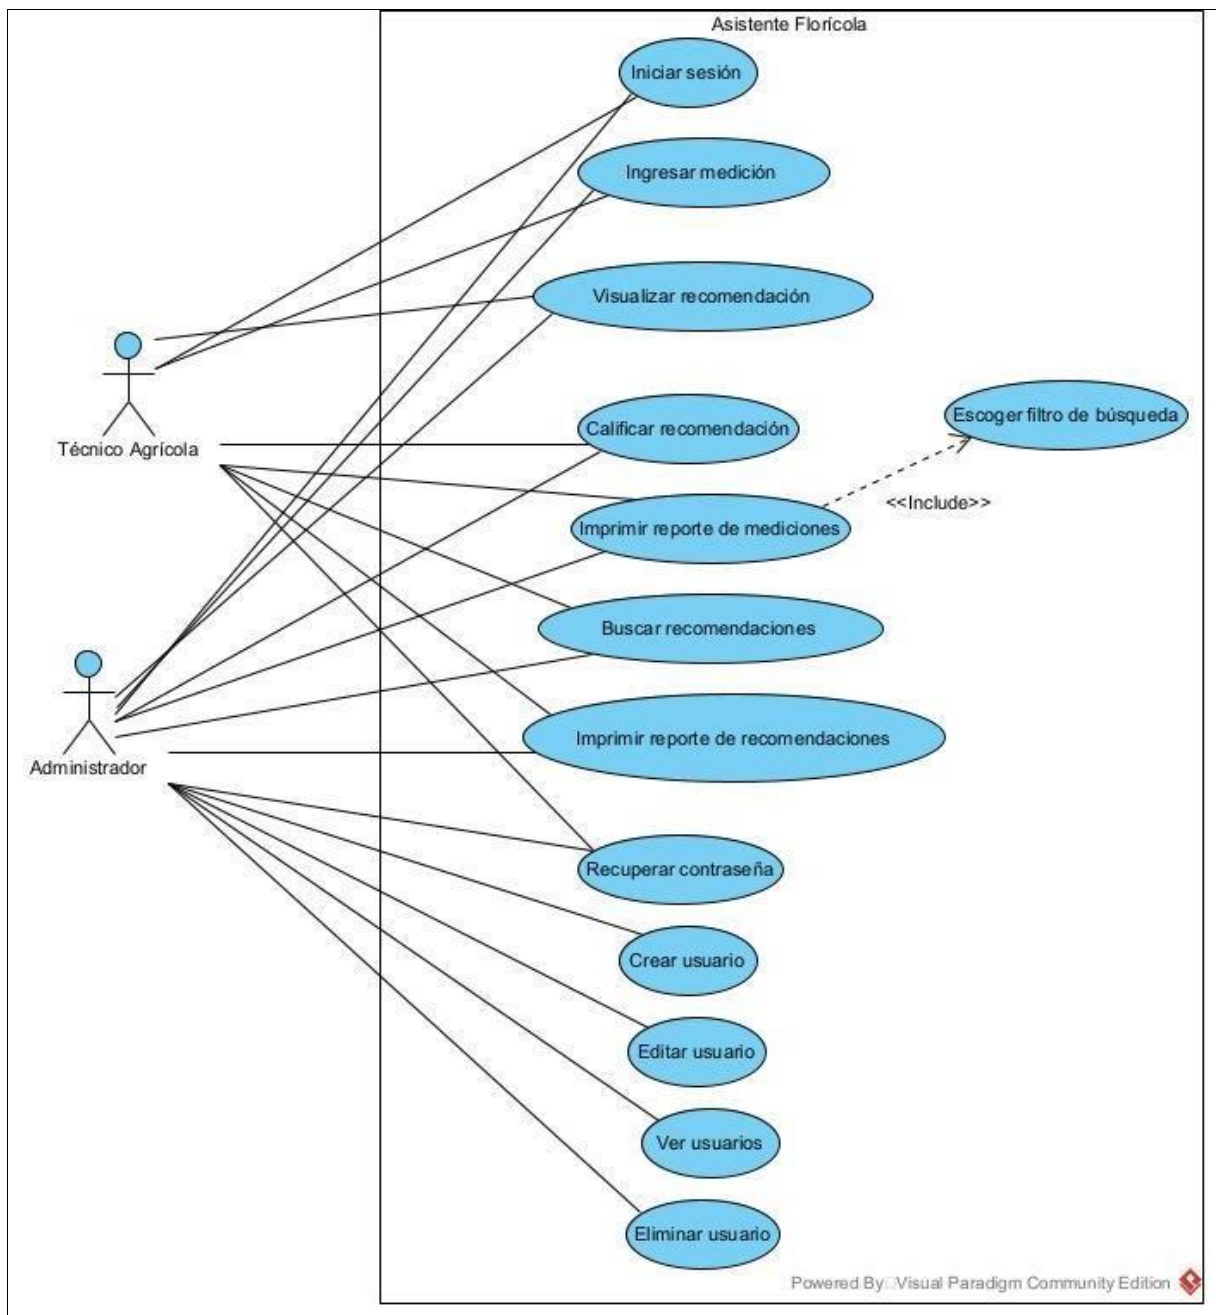 Asistente Florícola
Iniciar sesión
Ingresar medición
Visualizar recomendación
Técnico Agrícola
Calificar recomendación
Escoger filtro de búsqueda
<<Include>>
Imprimir reporte de mediciones
Buscar recomendaciones
Administrador
Imprimir reporte de recomendaciones
Recuperar contraseña
Crear usuario
Editar usuario
Ver usuarios
Eliminar usuario
Powered By Visual Paradigm Community Edition